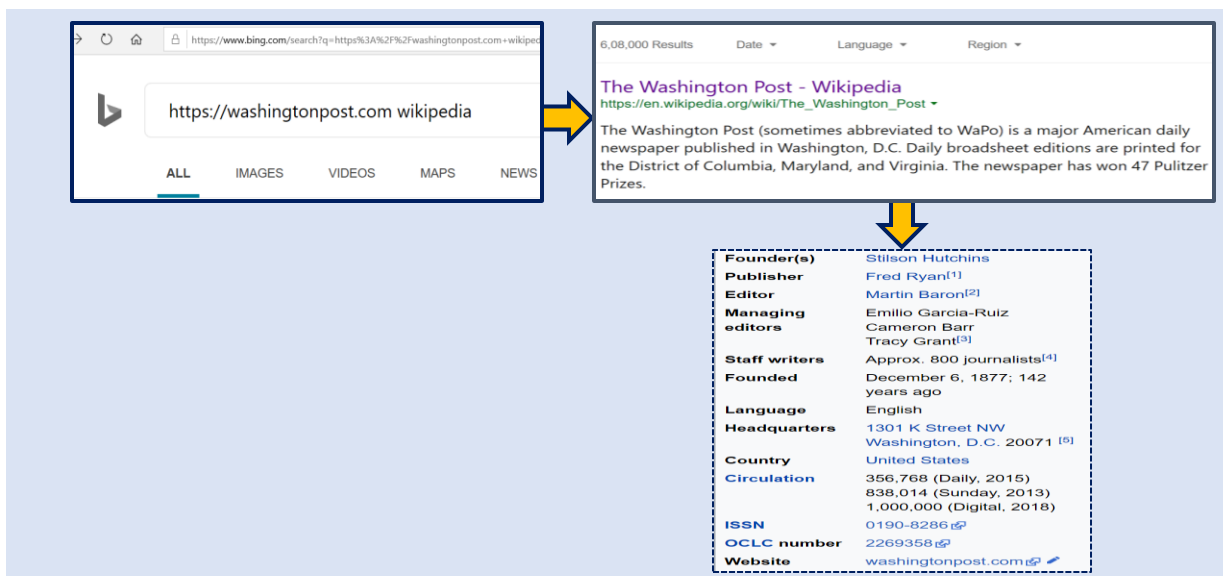 https://www.bing.com/search?q=https%3A%2F%2Fwashingtonpost.com+wikiped
https://washingtonpost.com wikipedia
ALL IMAGES VIDEOS MAPS NEWS
6,08,000 Results Date Language Region
The Washington Post - Wikipedia
https://en.wikipedia.org/wiki/The_Washington_Post
The Washington Post (sometimes abbreviated to WaPo) is a major American daily
newspaper published in Washington, D.C. Daily broadsheet editions are printed for
the District of Columbia, Maryland, and Virginia. The newspaper has won 47 Pulitzer
Prizes.
Founder(s) Stilson Hutchins
Publisher Fred Ryan[1]
Editor Martin Baron[2]
Managing Emilio Garcia-Ruiz
editors Cameron Barr
Tracy Grant[3]
Staff writers Approx. 800 journalists[4]
Founded December 6, 1877; 142
years ago
Language English
Headquarters 1301 K Street NW
Washington, D.C. 20071 [5]
Country United States
Circulation 356,768 (Daily, 2015)
838,014 (Sunday, 2013)
1,000,000 (Digital, 2018)
ISSN 0190-8286
OCLC number 2269358
Website washingtonpost.com